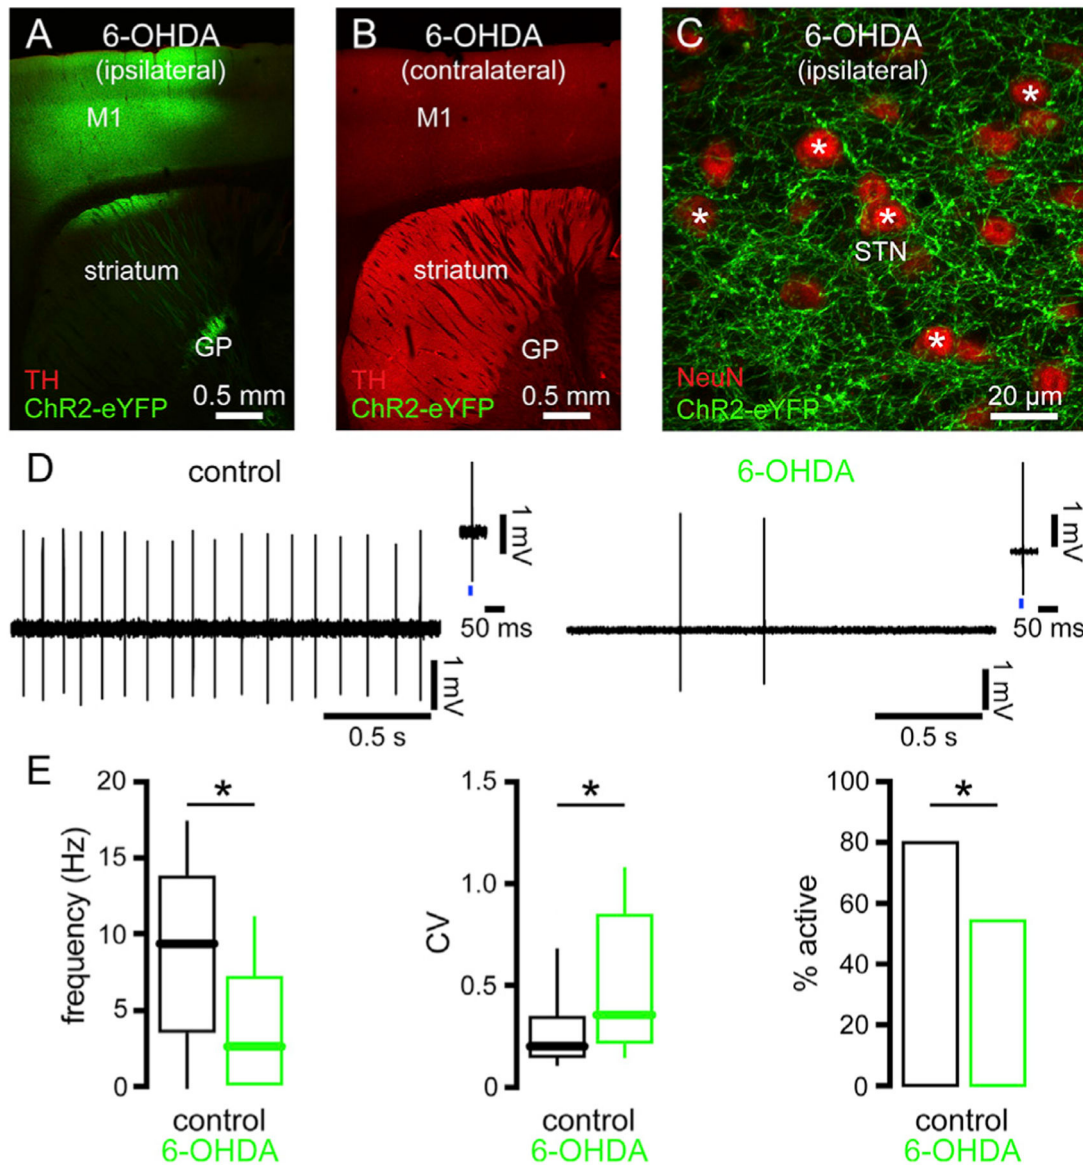 A
6-OHDA
(ipsilateral)
M1
striatum
GP
TH
ChR2-eYFP
0.5 mm
B
6-OHDA
(contralateral)
M1
striatum
GP
TH
ChR2-eYFP
0.5 mm
C
6-OHDA
(ipsilateral)
*
*
*
*
STN
*
NeuN
ChR2-eYFP
20 µm
D
control
1 mV
50 ms
1 mV
0.5 s
6-OHDA
1 mV
50 ms
1 mV
0.5 s
E
frequency (Hz)
20
15
10
5
0
*
control
6-OHDA
CV
1.5
1.0
0.5
0
*
control
6-OHDA
% active
100
80
60
40
20
0
*
control
6-OHDA